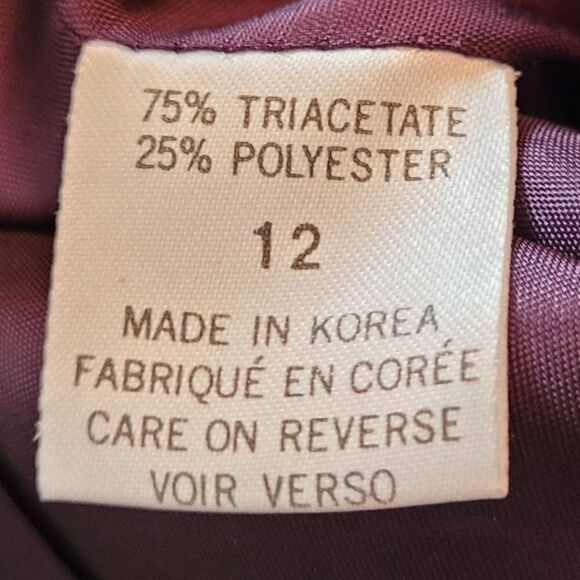 75% TRIACETATE
25% POLYESTER
12
MADE IN KOREA
FABRIQUÉ EN CORÉE
CARE ON REVERSE
VOIR VERSO